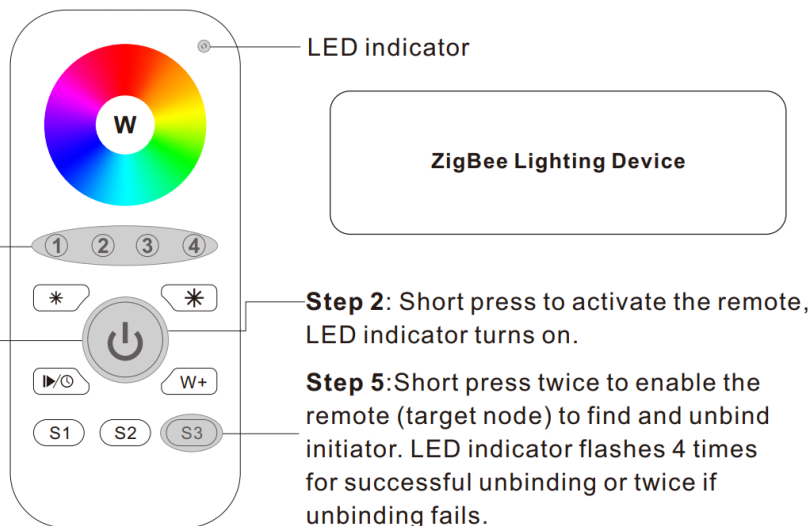 LED indicator
W
ZigBee Lighting Device
1 2 3 4
Step 2: Short press to activate the remote,
LED indicator turns on.
W+
Step 5:Short press twice to enable the
remote (target node) to find and unbind
S1 S2 S3
initiator. LED indicator flashes 4 times
for successful unbinding or twice if
unbinding fails.